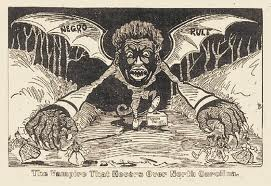 NEGRO RULE
The Vampire That Hovers Over North Carolina.